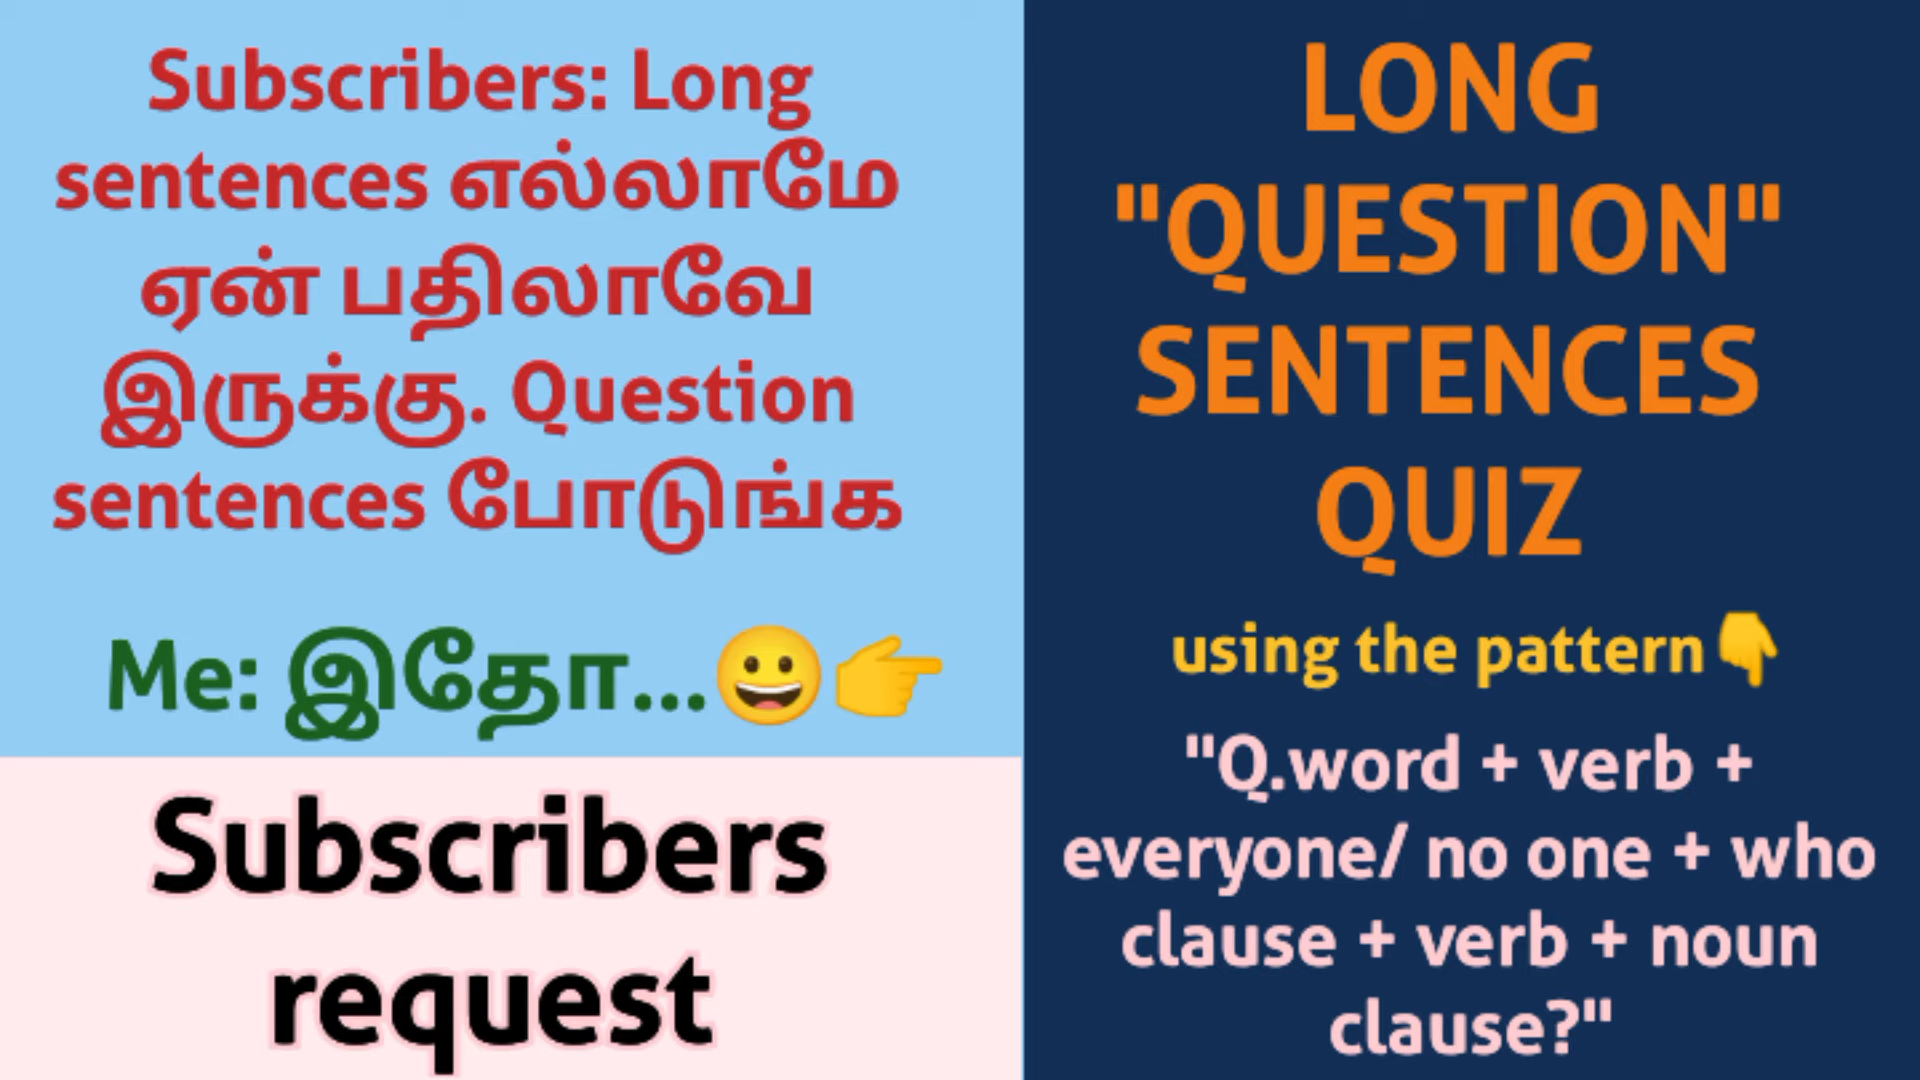 Subscribers: Long
sentences எல்லாமே
ஏன் பதிலாவே
இருக்கு. Question
sentences போடுங்க
Me: இதோ...😀👉
Subscribers
request
LONG
"QUESTION"
SENTENCES
QUIZ
using the pattern👇
"Q.word + verb +
everyone/ no one + who
clause + verb + noun
clause?"